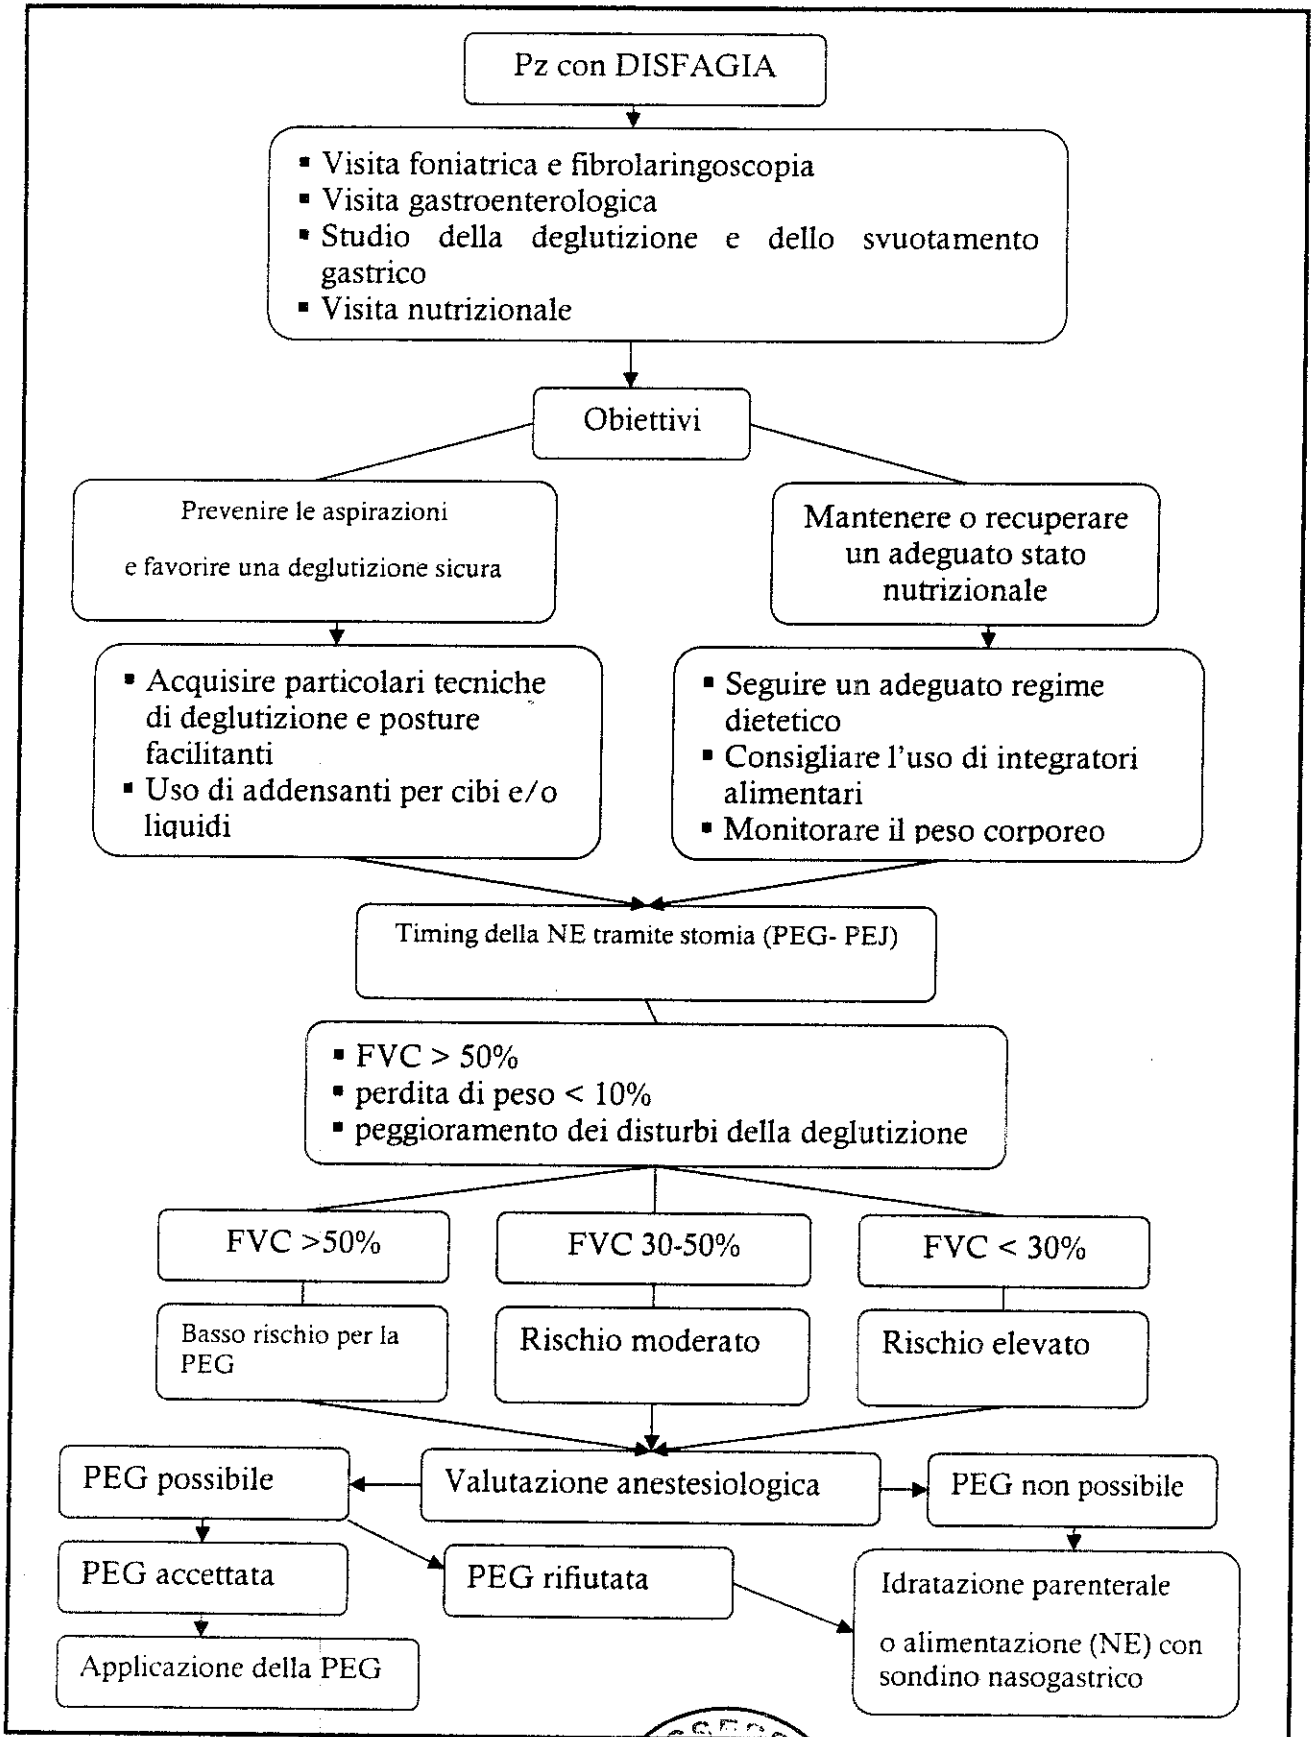 Pz con DISFAGIA
▪ Visita foniatrica e fibrolaringoscopia
▪ Visita gastroenterologica
▪ Studio della deglutizione e dello svuotamento
gastrico
▪ Visita nutrizionale
Obiettivi
Prevenire le aspirazioni
e favorire una deglutizione sicura
Mantenere o recuperare
un adeguato stato
nutrizionale
▪ Acquisire particolari tecniche
di deglutizione e posture
facilitanti
▪ Uso di addensanti per cibi e/o
liquidi
▪ Seguire un adeguato regime
dietetico
▪ Consigliare l'uso di integratori
alimentari
▪ Monitorare il peso corporeo
Timing della NE tramite stomia (PEG- PEJ)
▪ FVC > 50%
▪ perdita di peso < 10%
▪ peggioramento dei disturbi della deglutizione
FVC >50%
FVC 30-50%
FVC < 30%
Basso rischio per la
PEG
Rischio moderato
Rischio elevato
PEG possibile
Valutazione anestesiologica
PEG non possibile
PEG accettata
PEG rifiutata
Idratazione parenterale
o alimentazione (NE) con
sondino nasogastrico
Applicazione della PEG